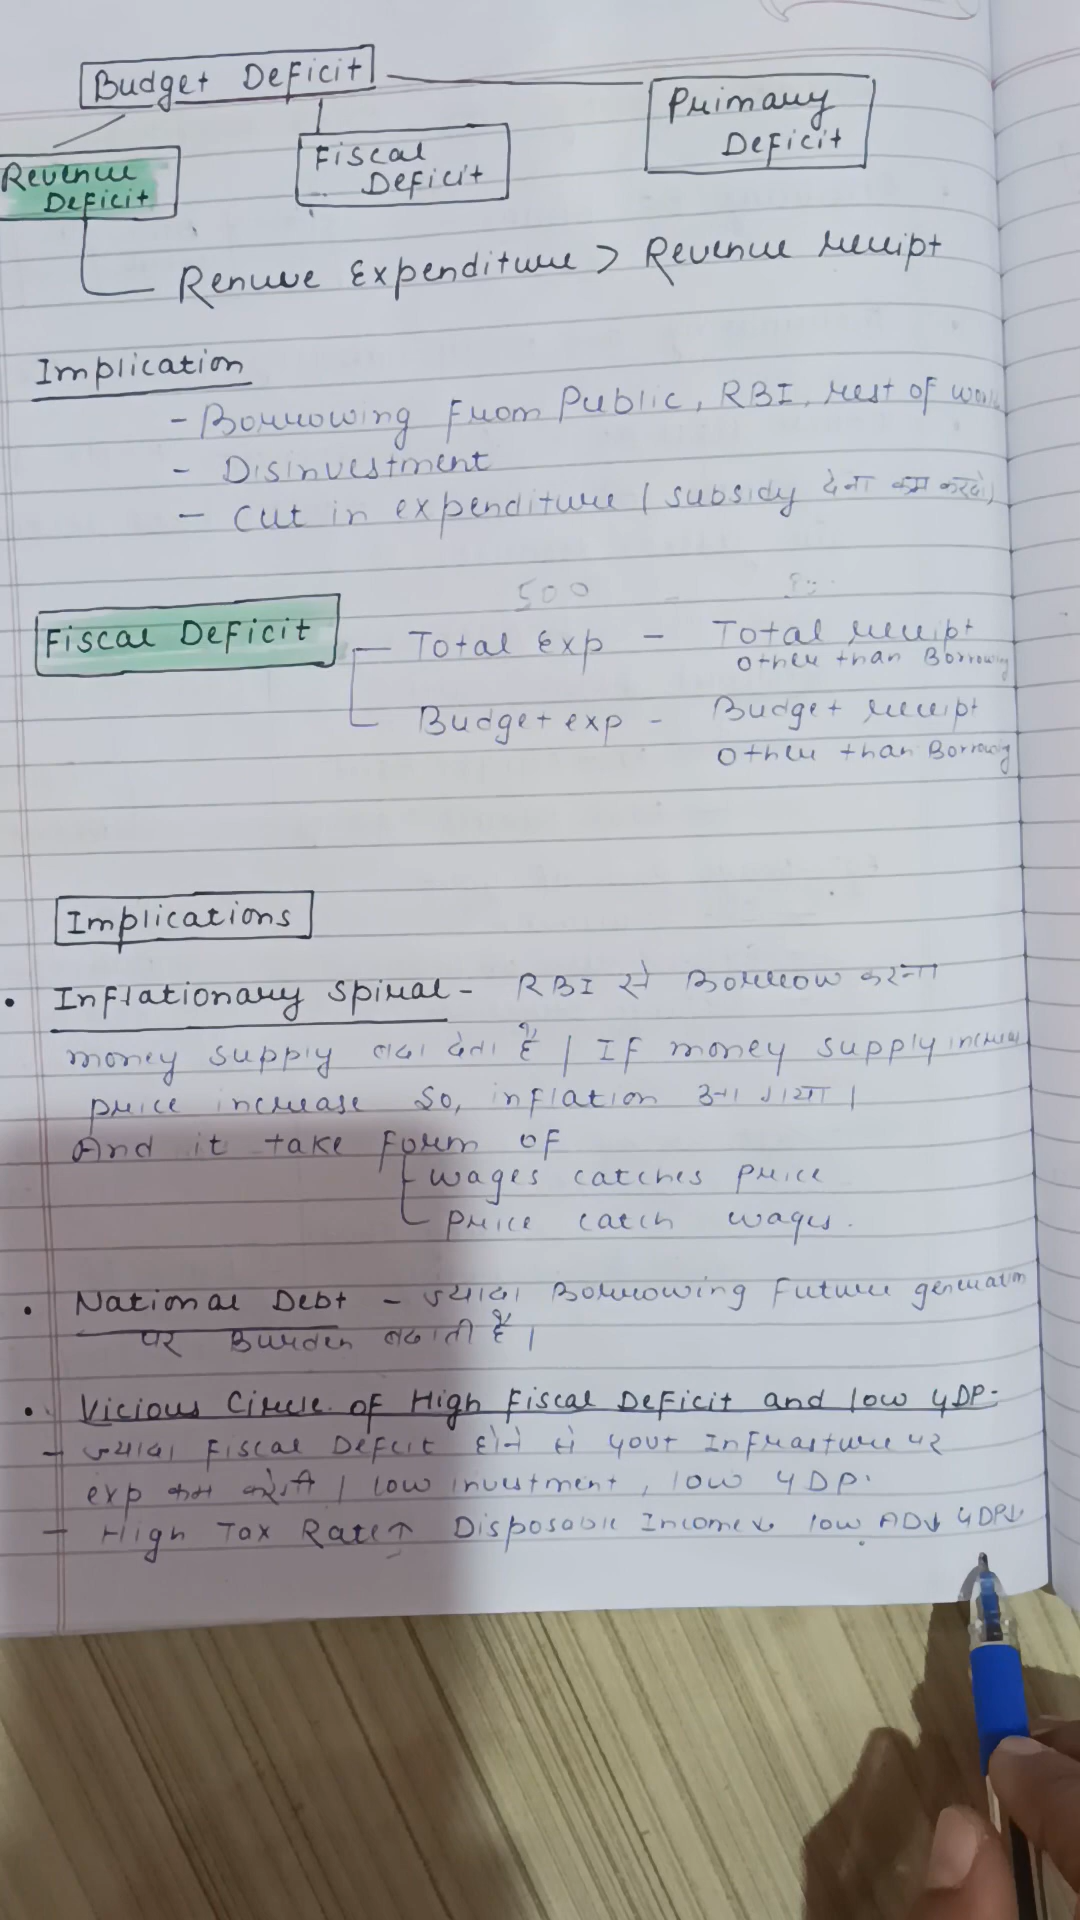 Budget Deficit
Revenue Deficit
Fiscal Deficit
Primary Deficit
Renuve Expenditure > Revenue receipt
Implication
- Borrowing From Public, RBI, rest of
- Disinvestment
- cut in expenditure ( subsidy देना कम करदो)
500
Fiscal Deficit
Total Exp - Total receipt
other than Borrowing
Budget exp - Budget receipt
other than Borrowing
Implications
• Inflationary Spiral - RBI से Borrow करना
money supply बढा देता है | If money supply increase
price increase so, inflation आ गया |
And it take form of
wages catches price
price catch wages.
• National Debt - ज्यादा Borrowing Future generation
पर Burden बढाती है |
• Vicious Circle of High Fiscal Deficit and low GDP.
- ज्यादा Fiscal Deficit होने से Govt Infrasture पर
exp कम करेगी | low investment, low GDP.
- High Tax Rate↑ Disposable Income↓ low AD↓ GDP↓